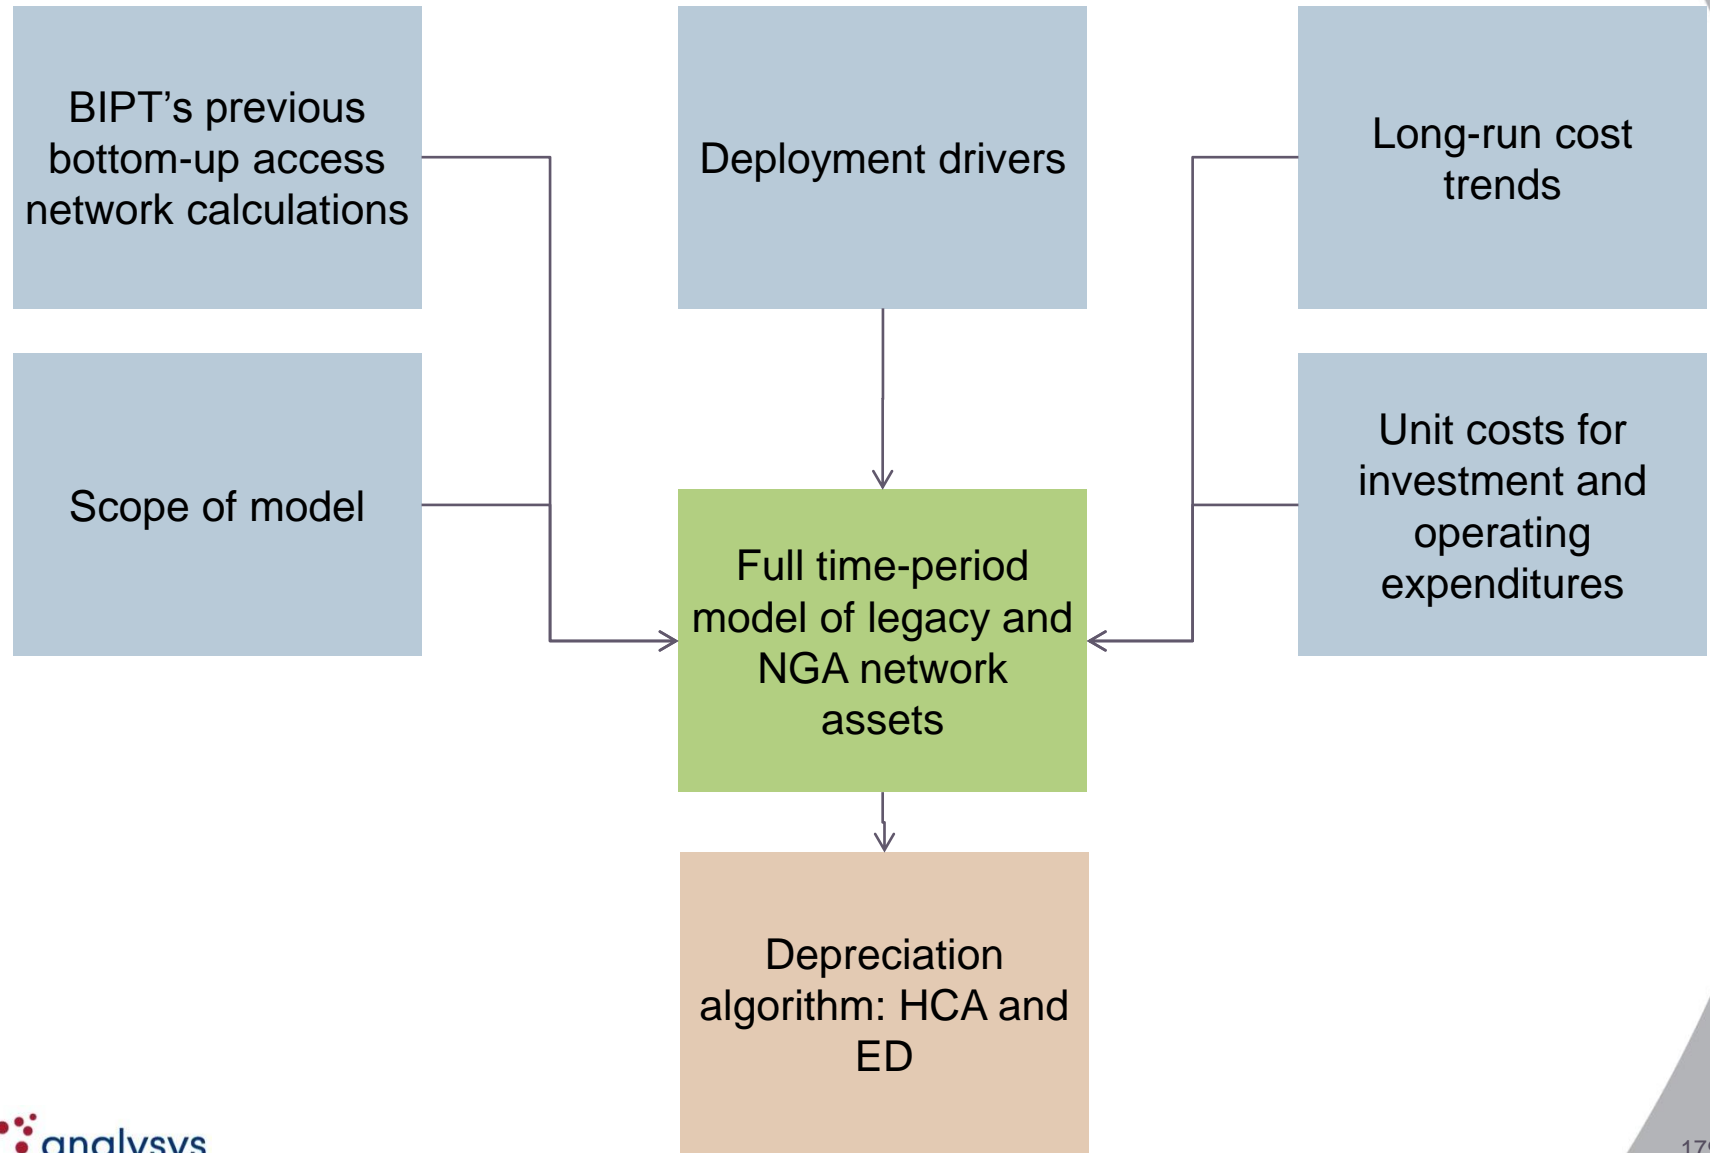 BIPT’s previous
bottom-up access
network calculations
Deployment drivers
Long-run cost
trends
Scope of model
Unit costs for
investment and
operating
expenditures
Full time-period
model of legacy and
NGA network
assets
Depreciation
algorithm: HCA and
ED
analysys